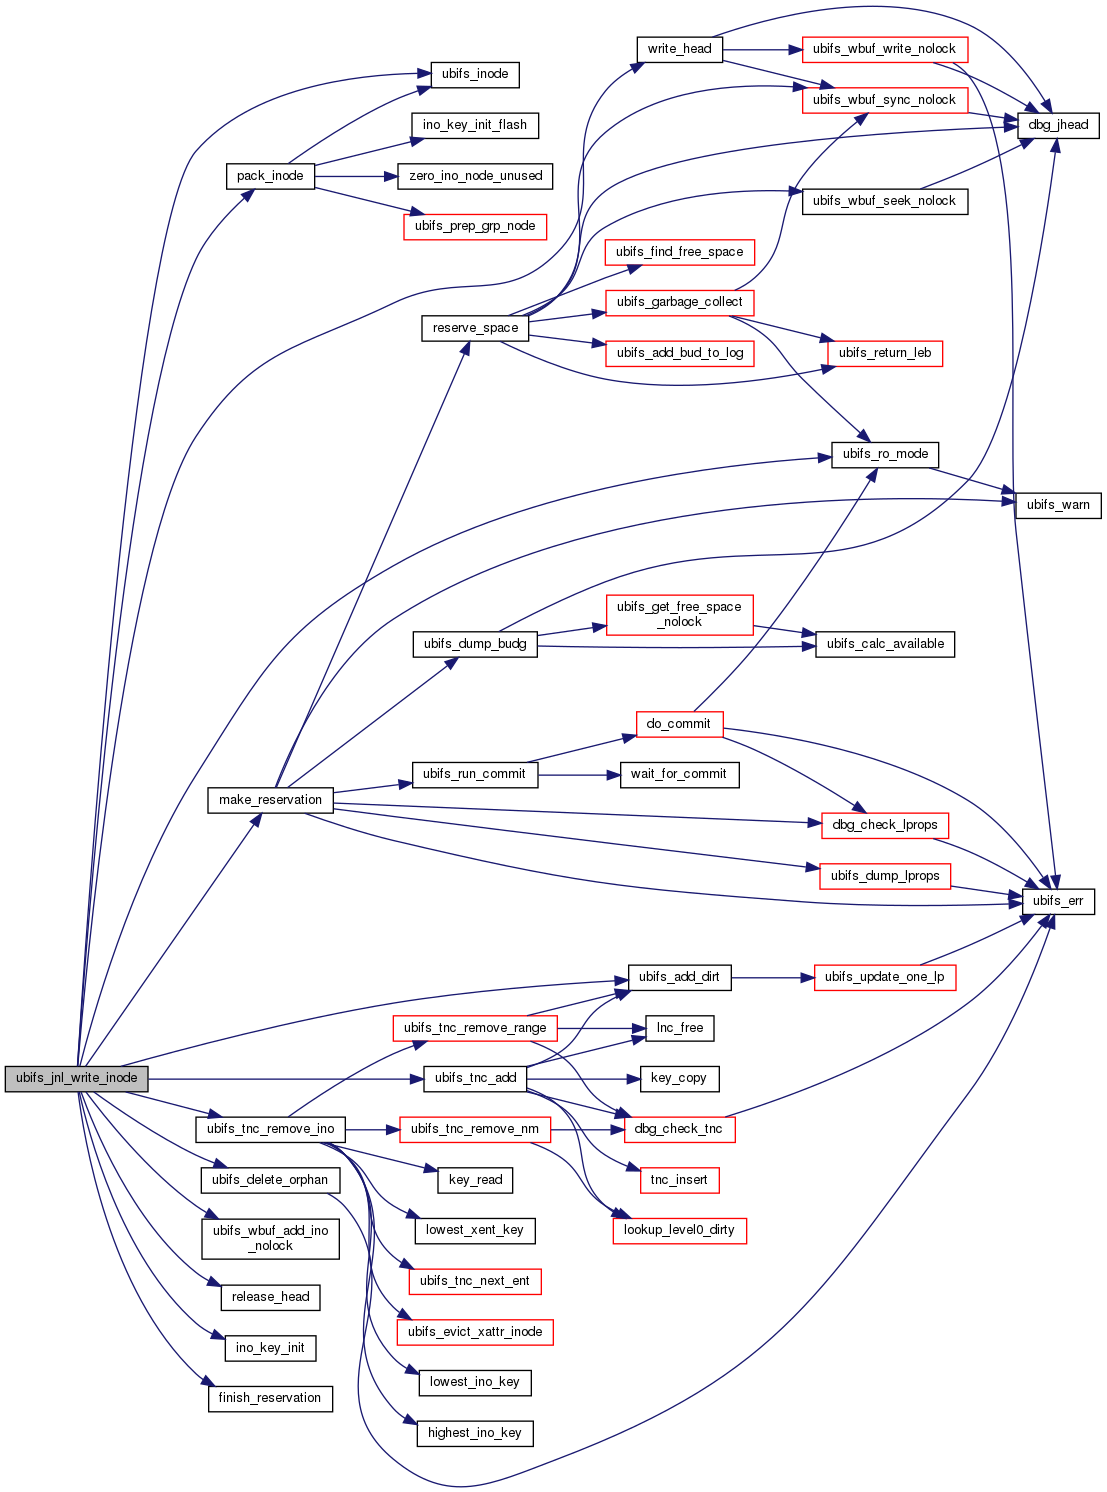 write_head
ubifs_wbuf_write_nolock
ubifs_inode
ubifs_wbuf_sync_nolock
ino_key_init_flash
dbg_jhead
pack_inode
zero_ino_node_unused
ubifs_wbuf_seek_nolock
ubifs_prep_grp_node
ubifs_find_free_space
ubifs_garbage_collect
reserve_space
ubifs_add_bud_to_log
ubifs_return_leb
ubifs_ro_mode
ubifs_warn
ubifs_get_free_space
_nolock
ubifs_dump_budg
ubifs_calc_available
do_commit
ubifs_run_commit
wait_for_commit
make_reservation
dbg_check_lprops
ubifs_dump_lprops
ubifs_err
ubifs_add_dirt
ubifs_update_one_lp
ubifs_tnc_remove_range
lnc_free
ubifs_jnl_write_inode
ubifs_tnc_add
key_copy
ubifs_tnc_remove_ino
ubifs_tnc_remove_nm
dbg_check_tnc
ubifs_delete_orphan
key_read
tnc_insert
ubifs_wbuf_add_ino
_nolock
lowest_xent_key
lookup_level0_dirty
ubifs_tnc_next_ent
release_head
ubifs_evict_xattr_inode
ino_key_init
lowest_ino_key
finish_reservation
highest_ino_key